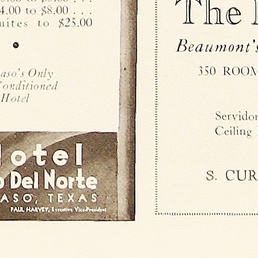 4.00 to $8.00 . . .
uites to $25.00
aso's Only
Conditioned
Hotel
Hotel
o Del Norte
ASO, TEXAS
PAUL HARVEY, Executive Vice-President
The
Beaumont's
350 ROOM
Servidor
Ceiling
S. CUR